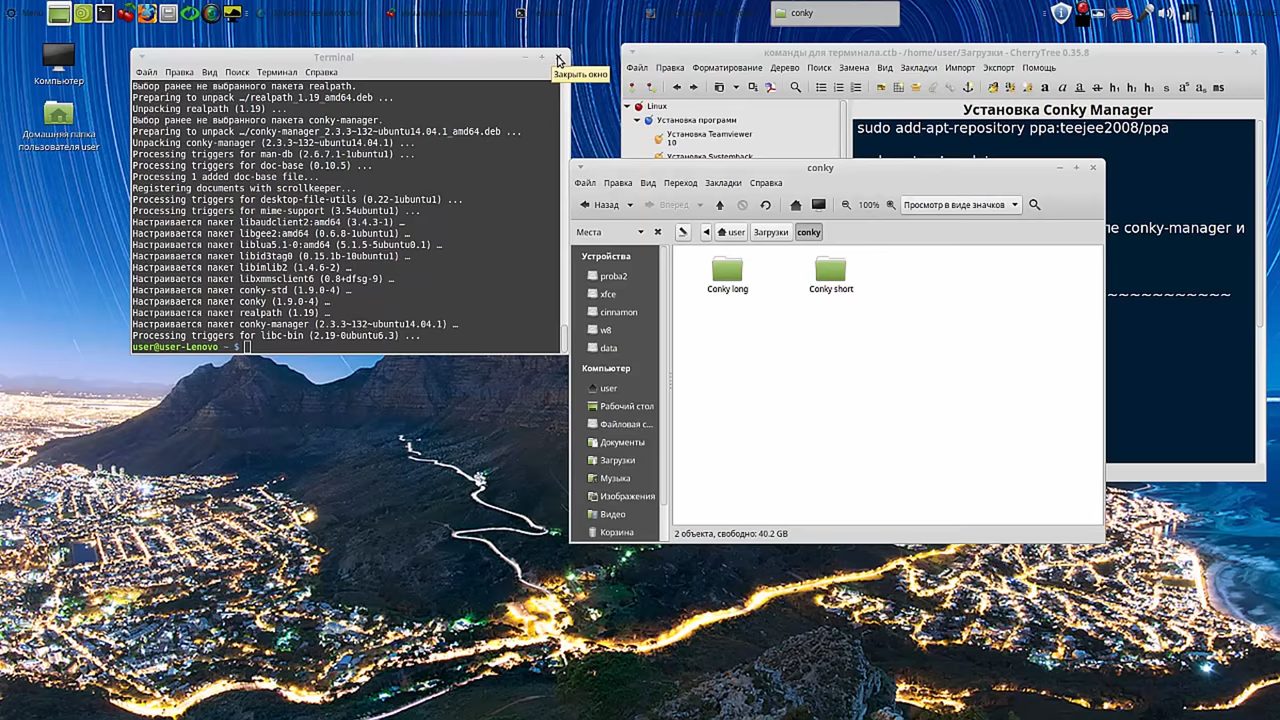 conky
Компьютер
Домашняя папка
пользователя user
Terminal
Закрыть окно
Файл Правка Вид Поиск Терминал Справка
Выбор ранее не выбранного пакета realpath.
Preparing to unpack …/realpath_1.19_amd64.deb ...
Unpacking realpath (1.19) ...
Выбор ранее не выбранного пакета conky-manager.
Preparing to unpack …/conky-manager_2.3.3~132~ubuntu14.04.1_amd64.deb ...
Unpacking conky-manager (2.3.3~132~ubuntu14.04.1) ...
Processing triggers for man-db (2.6.7.1-1ubuntu1) ...
Processing triggers for doc-base (0.10.5) ...
Processing 1 added doc-base file...
Registering documents with scrollkeeper...
Processing triggers for desktop-file-utils (0.22-1ubuntu1) ...
Processing triggers for mime-support (3.54ubuntu1) ...
Настраивается пакет libaudclient2:amd64 (3.4.3-1) …
Настраивается пакет libgee2:amd64 (0.6.8-1ubuntu1) …
Настраивается пакет liblua5.1-0:amd64 (5.1.5-5ubuntu0.1) …
Настраивается пакет libid3tag0 (0.15.1b-10ubuntu1) …
Настраивается пакет libimlib2 (1.4.6-2) …
Настраивается пакет libxmmsclient6 (0.8+dfsg-9) …
Настраивается пакет conky-std (1.9.0-4) …
Настраивается пакет conky (1.9.0-4) …
Настраивается пакет realpath (1.19) …
Настраивается пакет conky-manager (2.3.3~132~ubuntu14.04.1) …
Processing triggers for libc-bin (2.19-0ubuntu6.3) ...
user@user-Lenovo ~ $
команды для терминала.ctb - /home/user/Загрузки - CherryTree 0.35.8
Файл Правка Форматирование Дерево Поиск Замена Вид Закладки Импорт Экспорт Помощь
Linux
Установка программ
Установка Teamviewer
10
Установка Systemback
Установка Conky Manager
sudo add-apt-repository ppa:teejee2008/ppa
conky-manager и
~~~~~~~~~~~~
conky
Файл Правка Вид Переход Закладки Справка
Назад Вперед 100% Просмотр в виде значков
Места user Загрузки conky
Устройства
proba2
xfce
cinnamon
w8
data
Компьютер
user
Рабочий стол
Файловая с...
Документы
Загрузки
Музыка
Изображения
Видео
Корзина
Conky long Conky short
2 объекта, свободно: 40.2 GB